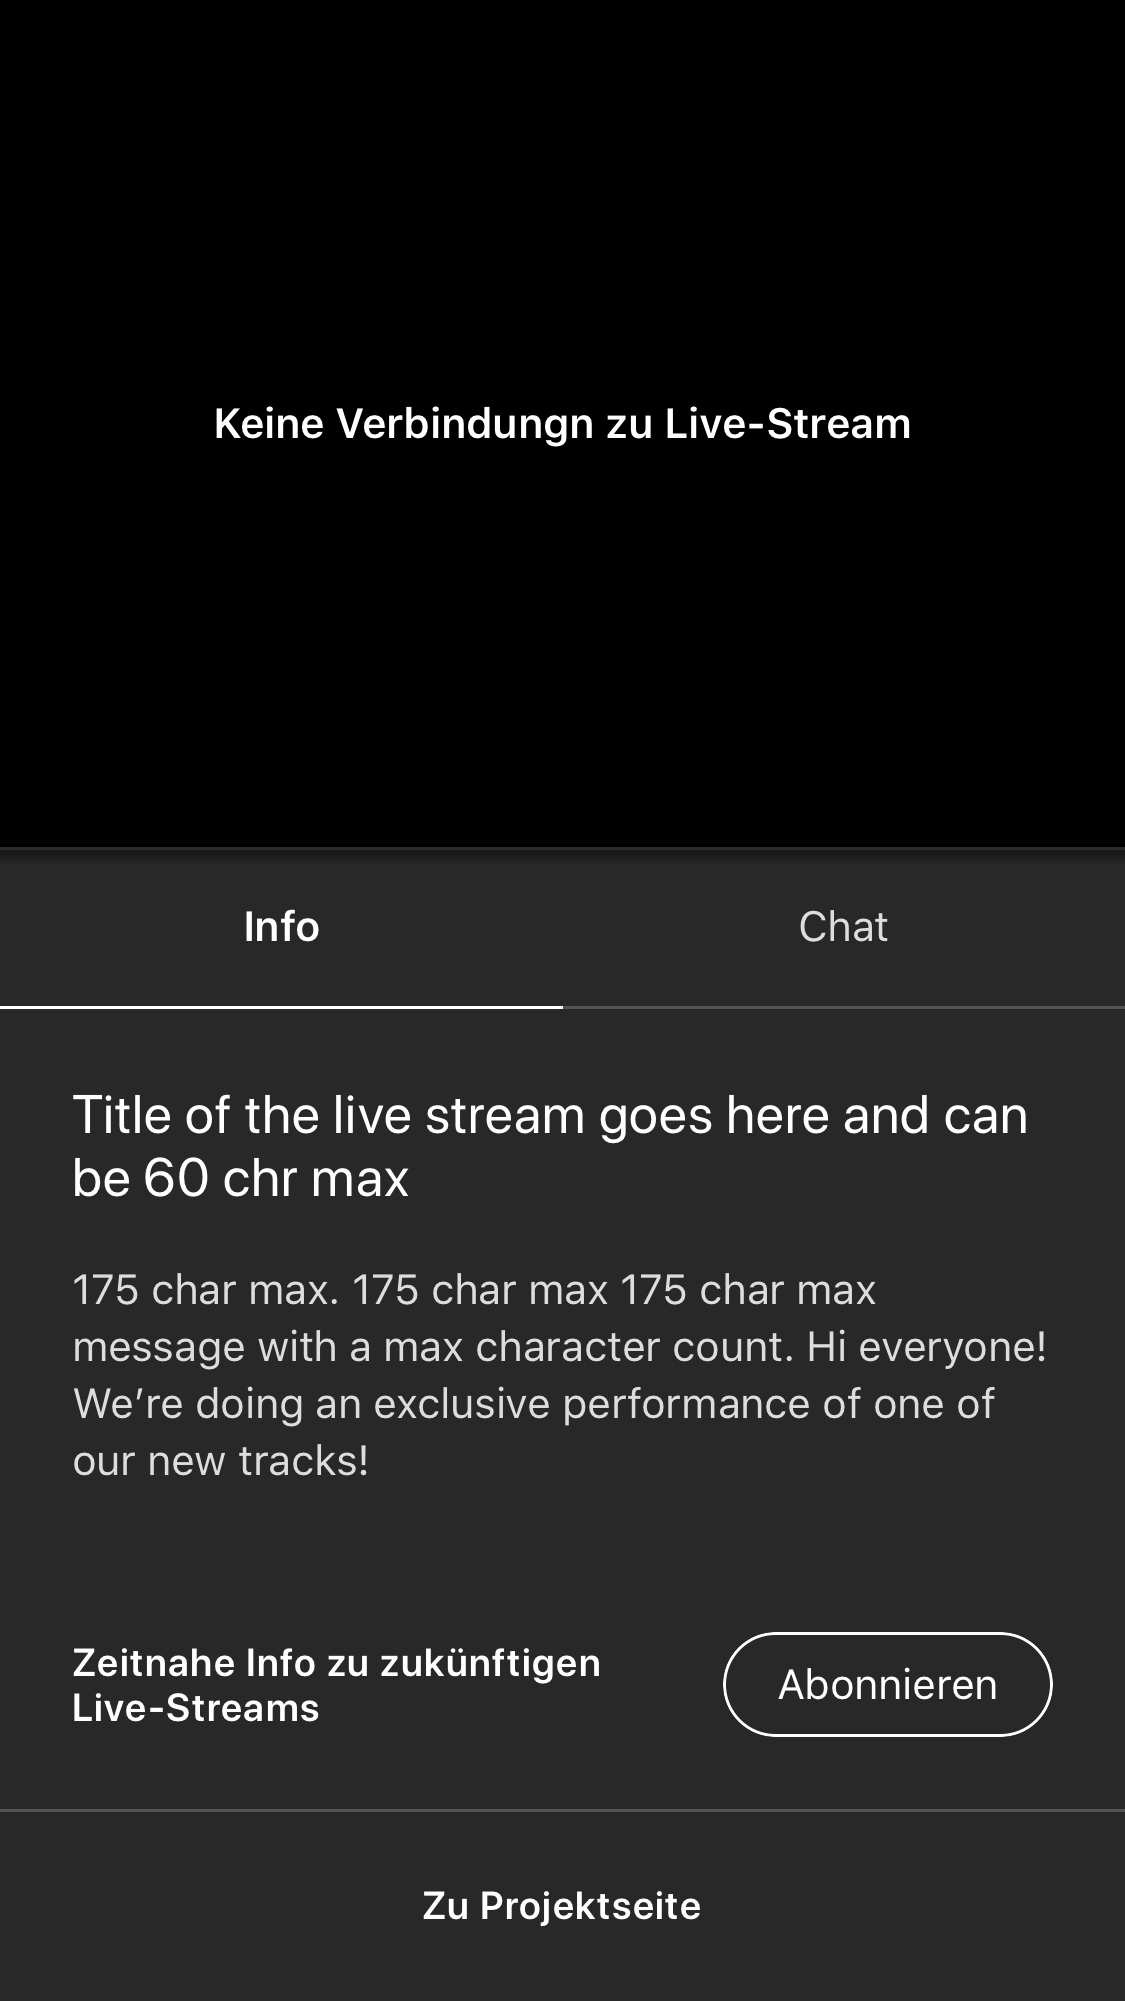 Keine Verbindungn zu Live-Stream
Info
Chat
Title of the live stream goes here and can
be 60 chr max
175 char max. 175 char max 175 char max
message with a max character count. Hi everyone!
We’re doing an exclusive performance of one of
our new tracks!
Zeitnahe Info zu zukünftigen
Live-Streams
Abonnieren
Zu Projektseite